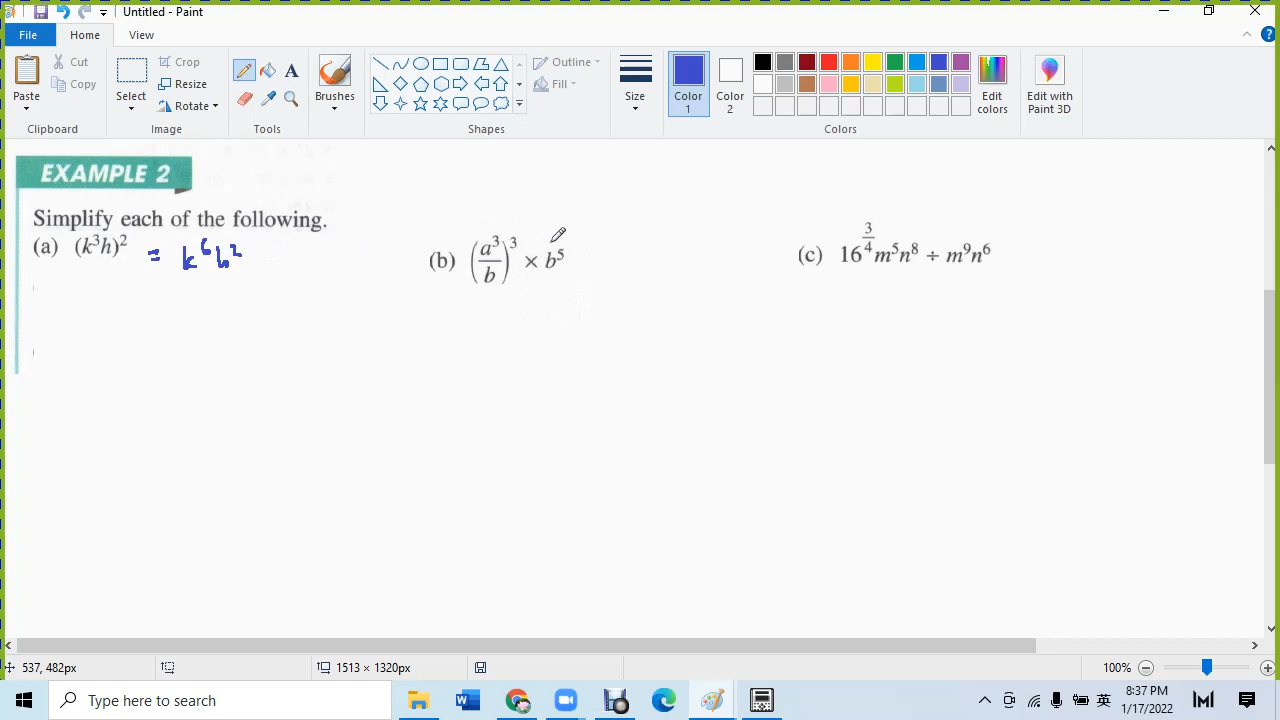 Untitled - Paint
File Home View
Paste
Cut
Copy
Clipboard
Select
Crop
Resize
Rotate
Image
Tools
Brushes
Shapes
Outline
Fill
Size
Color 1
Color 2
Colors
Edit colors
Edit with Paint 3D
EXAMPLE 2
Simplify each of the following.
(a) (k³h)² = k⁶h²
(b) (a³/b)³ × b⁵
(c) 16^(3/4) m⁵n⁸ ÷ m⁹n⁶
537, 482px
1513 × 1320px
100%
Type here to search
英
8:37 PM
1/17/2022